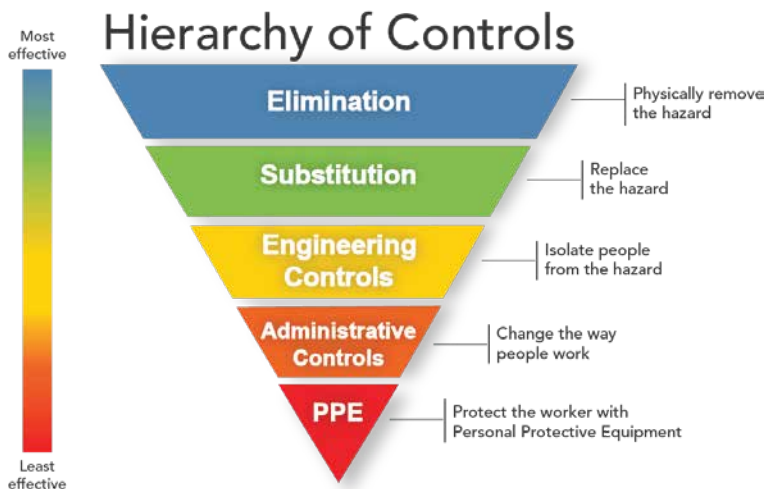 Hierarchy of Controls
Most
effective
Elimination
Physically remove
the hazard
Substitution
Replace
the hazard
Engineering
Controls
Isolate people
from the hazard
Administrative
Controls
Change the way
people work
PPE
Protect the worker with
Personal Protective Equipment
Least
effective